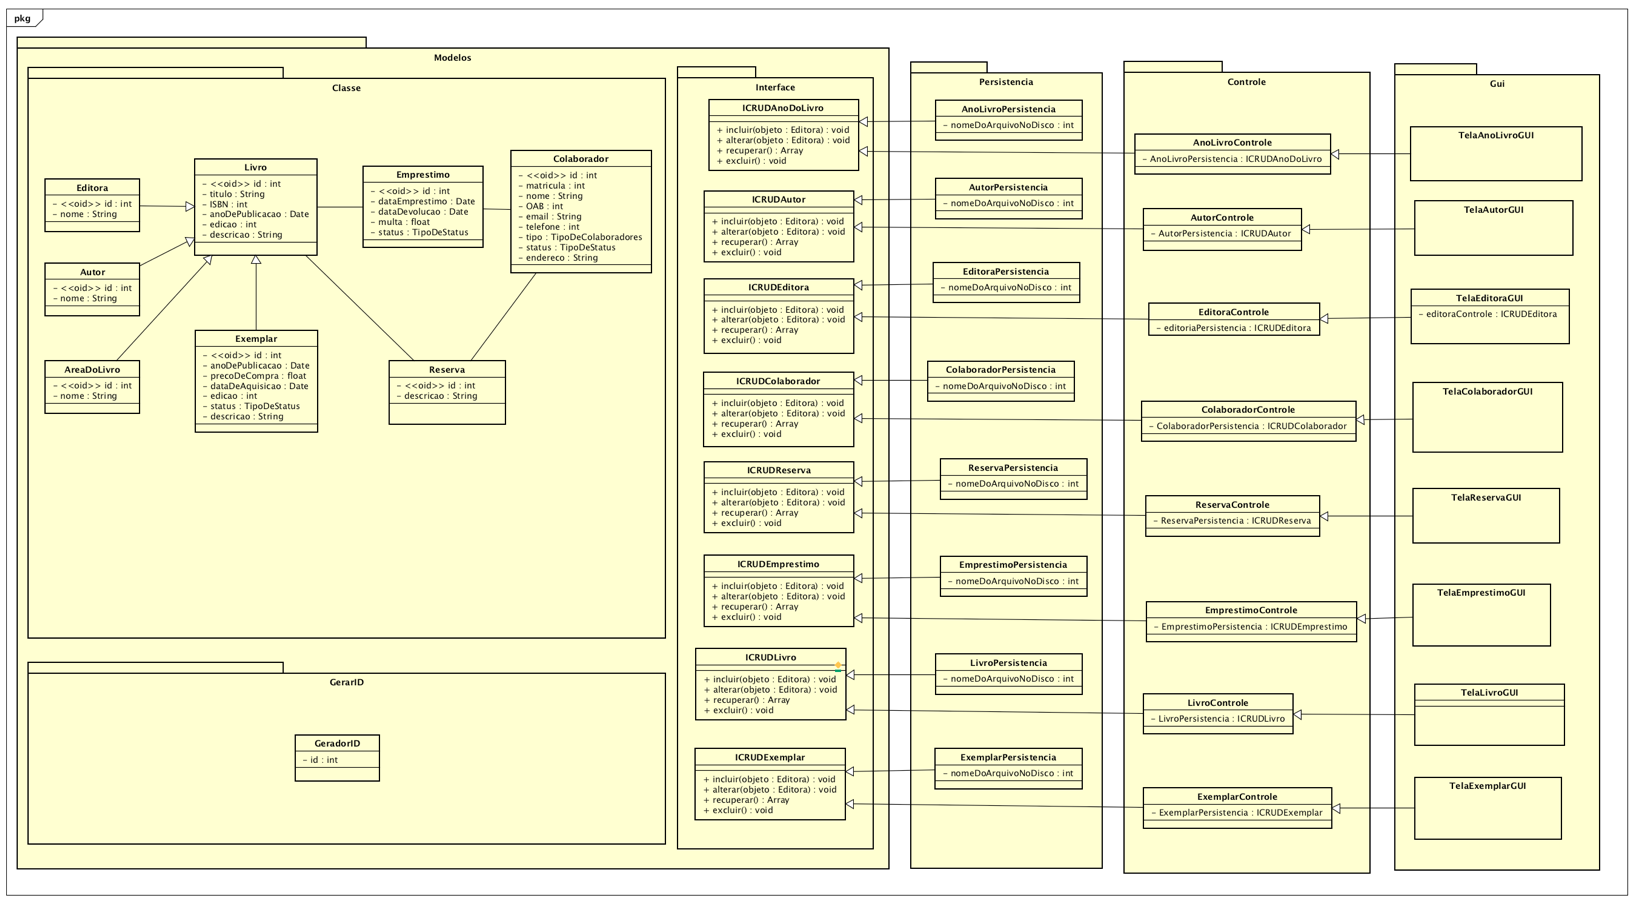 pkg
Modelos
Classe
Editora
- <<oid>> id : int
- nome : String
Livro
- <<oid>> id : int
- titulo : String
- ISBN : int
- anoDePublicacao : Date
- edicao : int
- descricao : String
Emprestimo
- <<oid>> id : int
- dataEmprestimo : Date
- dataDevolucao : Date
- multa : float
- status : TipoDeStatus
Colaborador
- <<oid>> id : int
- matricula : int
- nome : String
- OAB : int
- email : String
- telefone : int
- tipo : TipoDeColaboradores
- status : TipoDeStatus
- endereco : String
Autor
- <<oid>> id : int
- nome : String
AreaDoLivro
- <<oid>> id : int
- nome : String
Exemplar
- <<oid>> id : int
- anoDePublicacao : Date
- precoDeCompra : float
- dataDeAquisicao : Date
- edicao : int
- status : TipoDeStatus
- descricao : String
Reserva
- <<oid>> id : int
- descricao : String
GerarID
GeradorID
- id : int
Interface
ICRUDAnoDoLivro
+ incluir(objeto : Editora) : void
+ alterar(objeto : Editora) : void
+ recuperar() : Array
+ excluir() : void
ICRUDAutor
+ incluir(objeto : Editora) : void
+ alterar(objeto : Editora) : void
+ recuperar() : Array
+ excluir() : void
ICRUDEditora
+ incluir(objeto : Editora) : void
+ alterar(objeto : Editora) : void
+ recuperar() : Array
+ excluir() : void
ICRUDColaborador
+ incluir(objeto : Editora) : void
+ alterar(objeto : Editora) : void
+ recuperar() : Array
+ excluir() : void
ICRUDReserva
+ incluir(objeto : Editora) : void
+ alterar(objeto : Editora) : void
+ recuperar() : Array
+ excluir() : void
ICRUDEmprestimo
+ incluir(objeto : Editora) : void
+ alterar(objeto : Editora) : void
+ recuperar() : Array
+ excluir() : void
ICRUDLivro
+ incluir(objeto : Editora) : void
+ alterar(objeto : Editora) : void
+ recuperar() : Array
+ excluir() : void
ICRUDExemplar
+ incluir(objeto : Editora) : void
+ alterar(objeto : Editora) : void
+ recuperar() : Array
+ excluir() : void
Persistencia
AnoLivroPersistencia
- nomeDoArquivoNoDisco : int
AutorPersistencia
- nomeDoArquivoNoDisco : int
EditoraPersistencia
- nomeDoArquivoNoDisco : int
ColaboradorPersistencia
- nomeDoArquivoNoDisco : int
ReservaPersistencia
- nomeDoArquivoNoDisco : int
EmprestimoPersistencia
- nomeDoArquivoNoDisco : int
LivroPersistencia
- nomeDoArquivoNoDisco : int
ExemplarPersistencia
- nomeDoArquivoNoDisco : int
Controle
AnoLivroControle
- AnoLivroPersistencia : ICRUDAnoDoLivro
AutorControle
- AutorPersistencia : ICRUDAutor
EditoraControle
- editoriaPersistencia : ICRUDEditora
ColaboradorControle
- ColaboradorPersistencia : ICRUDColaborador
ReservaControle
- ReservaPersistencia : ICRUDReserva
EmprestimoControle
- EmprestimoPersistencia : ICRUDEmprestimo
LivroControle
- LivroPersistencia : ICRUDLivro
ExemplarControle
- ExemplarPersistencia : ICRUDExemplar
Gui
TelaAnoLivroGUI
TelaAutorGUI
TelaEditoraGUI
- editoraControle : ICRUDEditora
TelaColaboradorGUI
TelaReservaGUI
TelaEmprestimoGUI
TelaLivroGUI
TelaExemplarGUI